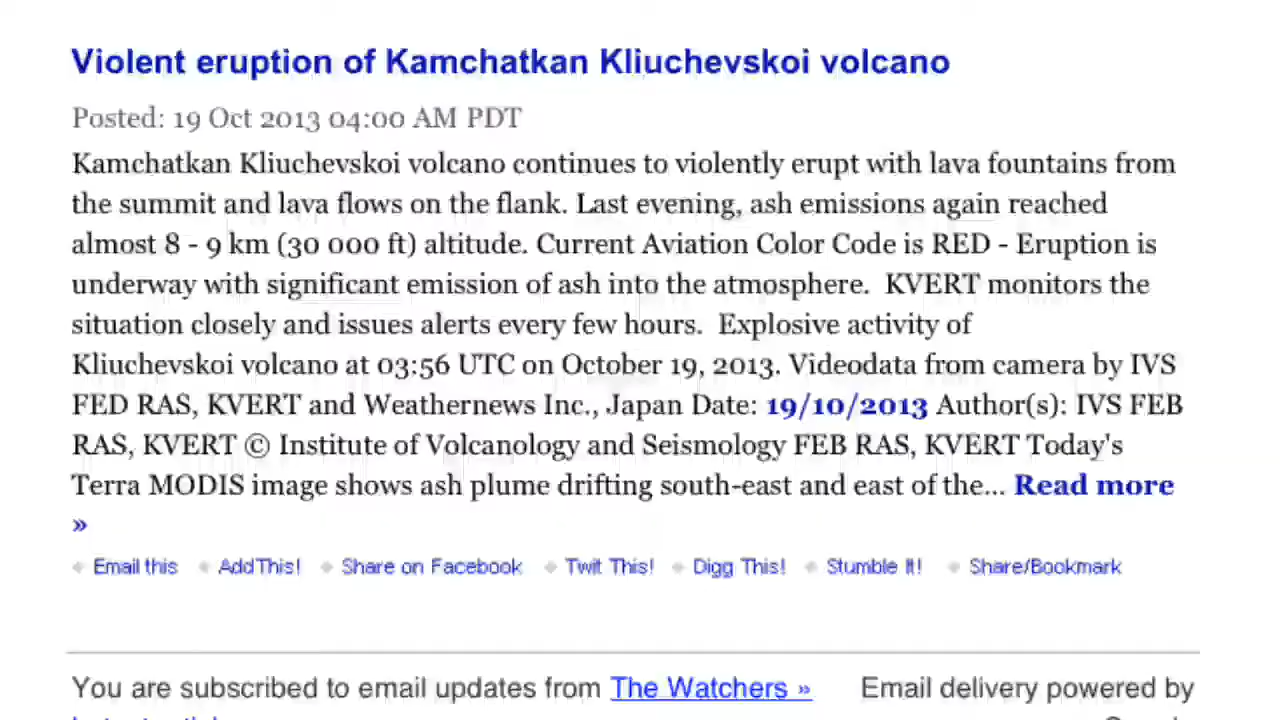 Violent eruption of Kamchatkan Kliuchevskoi volcano
Posted: 19 Oct 2013 04:00 AM PDT
Kamchatkan Kliuchevskoi volcano continues to violently erupt with lava fountains from
the summit and lava flows on the flank. Last evening, ash emissions again reached
almost 8 - 9 km (30 000 ft) altitude. Current Aviation Color Code is RED - Eruption is
underway with significant emission of ash into the atmosphere.  KVERT monitors the
situation closely and issues alerts every few hours.  Explosive activity of
Kliuchevskoi volcano at 03:56 UTC on October 19, 2013. Videodata from camera by IVS
FED RAS, KVERT and Weathernews Inc., Japan Date: 19/10/2013 Author(s): IVS FEB
RAS, KVERT © Institute of Volcanology and Seismology FEB RAS, KVERT Today's
Terra MODIS image shows ash plume drifting south-east and east of the... Read more
»
Email this AddThis! Share on Facebook Twit This! Digg This! Stumble It! Share/Bookmark
You are subscribed to email updates from The Watchers » Email delivery powered by